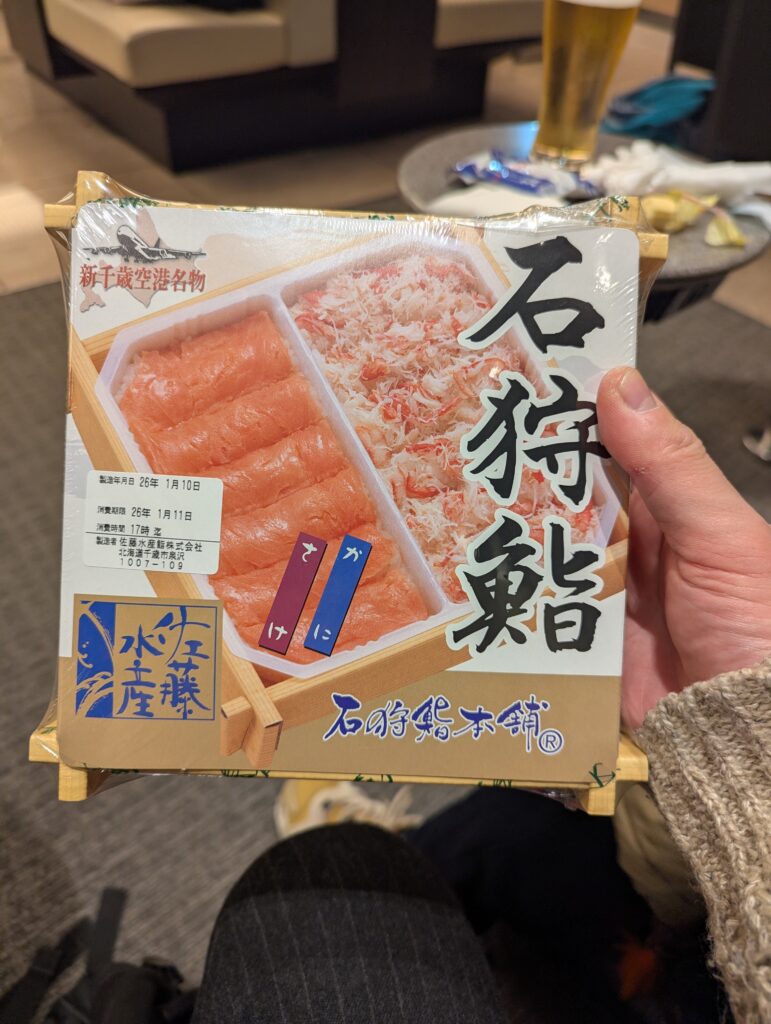 新千歳空港名物
石狩鮨
製造年月日 26年 1月10日
消費期限 26年 1月11日
消費時間 17時 迄
製造者 佐藤水産鮨株式会社
北海道千歳市泉沢
1007-109
さけ
かに
佐藤
水産
石の狩鮨本舗®